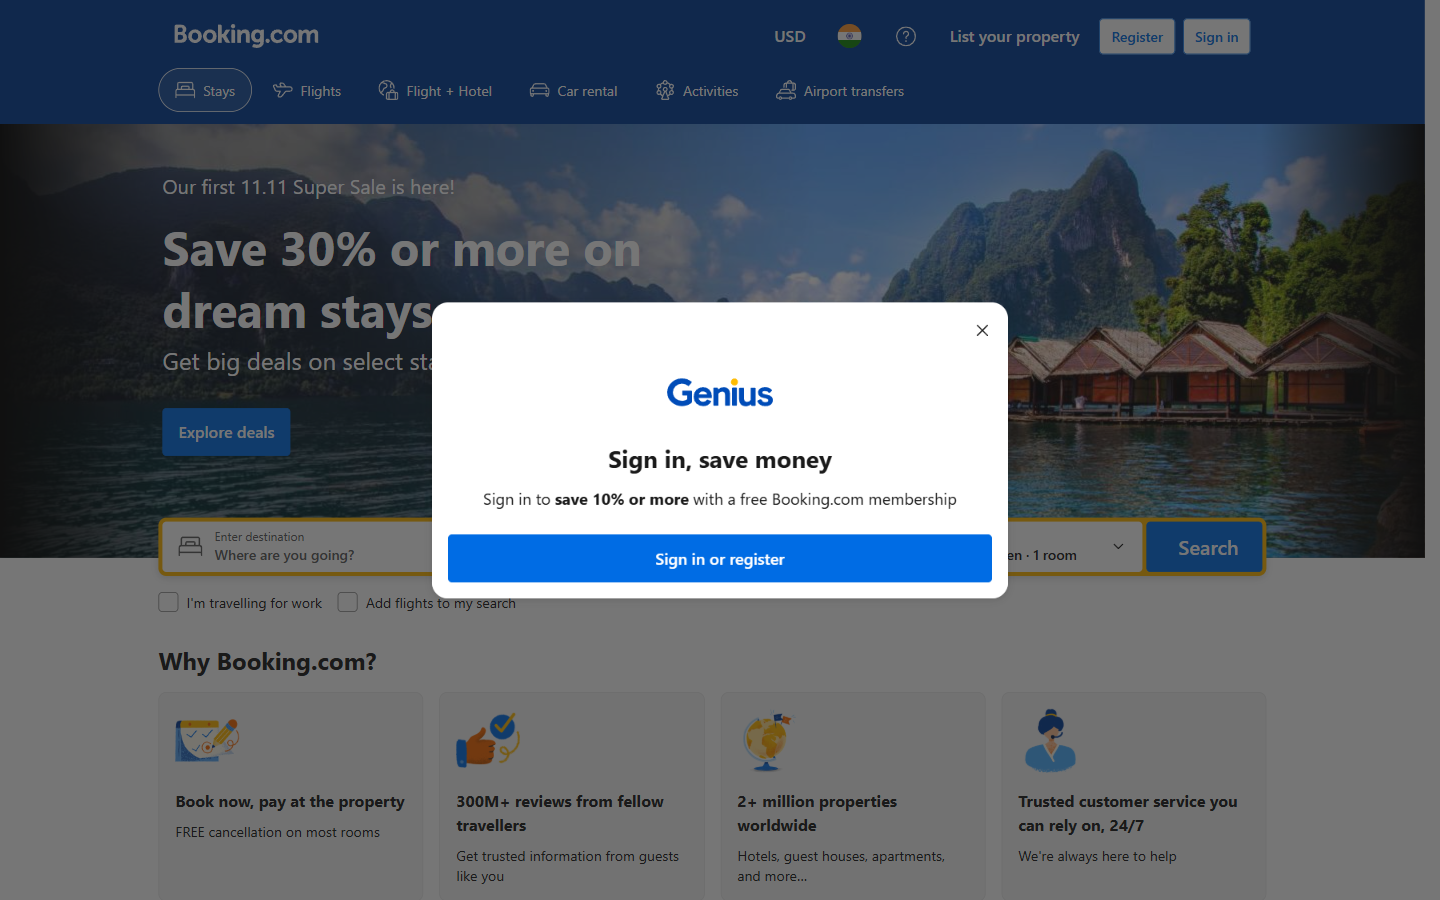 Booking.com
USD
List your property
Register
Sign in
Stays
Flights
Flight + Hotel
Car rental
Activities
Airport transfers
Our first 11.11 Super Sale is here!
Save 30% or more on
dream stays
Get big deals on select
Explore deals
Genius
Sign in, save money
Sign in to save 10% or more with a free Booking.com membership
Sign in or register
Enter destination
Where are you going?
· 1 room
Search
I'm travelling for work
Add flights to my search
Why Booking.com?
Book now, pay at the property
FREE cancellation on most rooms
300M+ reviews from fellow
travellers
Get trusted information from guests
like you
2+ million properties
worldwide
Hotels, guest houses, apartments,
and more...
Trusted customer service you
can rely on, 24/7
We're always here to help